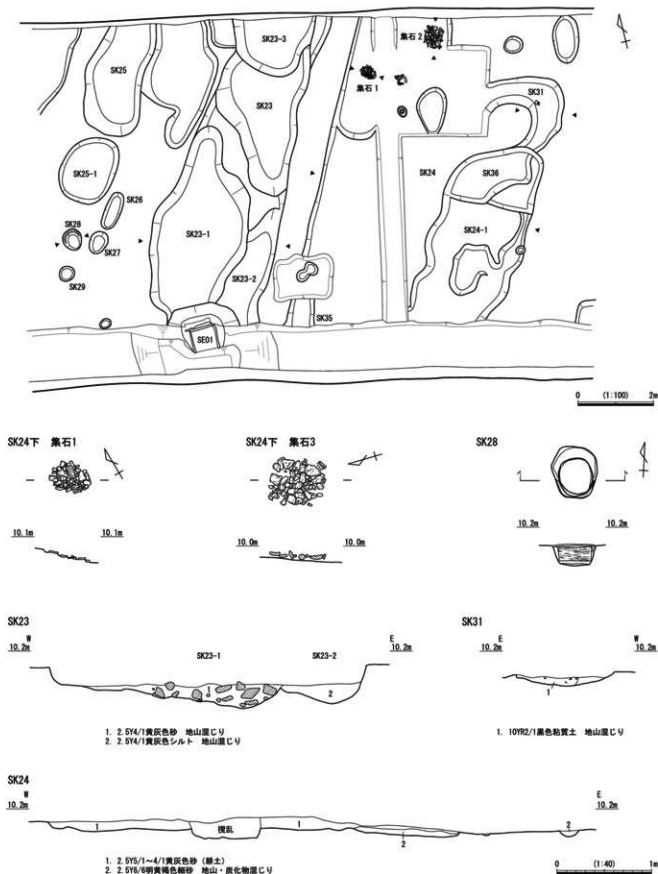 SK23-3
集石 2
SK25
集石 1
SK23
SK31
SK25-1
SK24
SK36
SK26
SK28
SK27
SK23-1
SK24-1
SK29
SK23-2
SE01
SK35
0 (1:100) 2m
SK24下 集石1
SK24下 集石3
SK28
10.1m 10.1m
10.0m 10.0m
10.2m 10.2m
SK23
W
10.2m
SK23-1
SK23-2
E
10.2m
1
2
1. 2.5Y4/1黄灰色砂 地山混じり
2. 2.5Y4/1黄灰色シルト 地山混じり
SK31
E
10.2m
W
10.2m
1
1. 10YR2/1黒色粘質土 地山混じり
SK24
W
10.2m
E
10.2m
1
撹乱
1
2
2
1. 2.5Y5/1～4/1黄灰色砂（耕土）
2. 2.5Y6/6明黄褐色細砂 地山・炭化物混じり
0 (1:40) 1m